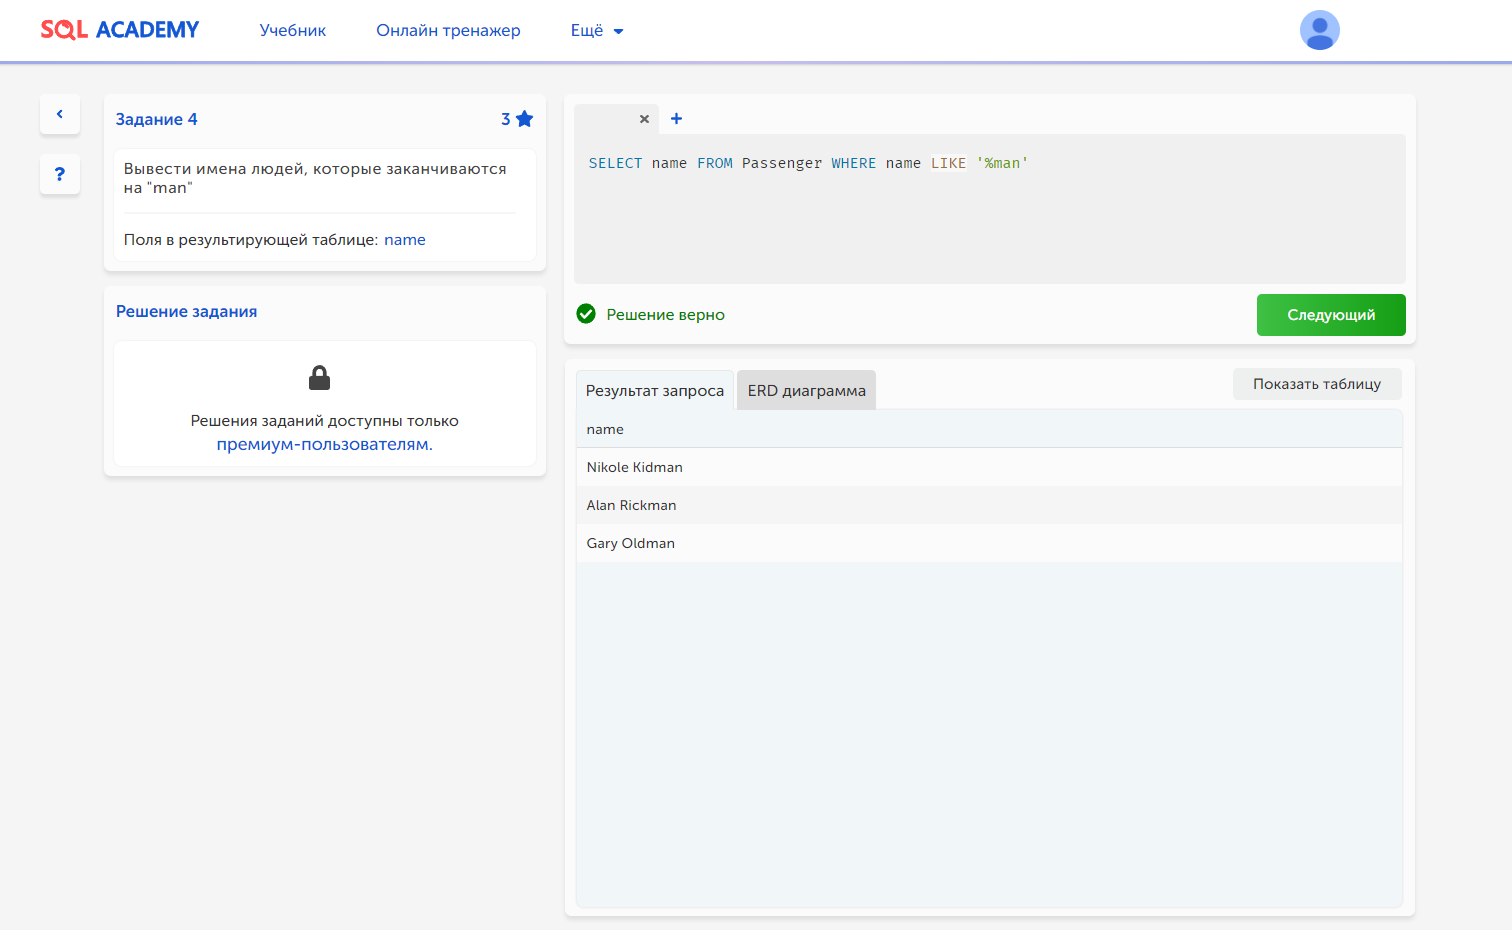 SQL ACADEMY
Учебник
Онлайн тренажер
Ещё
Задание 4
3
Вывести имена людей, которые заканчиваются
на "man"
Поля в результирующей таблице: name
Решение задания
Решения заданий доступны только
премиум-пользователям.
?
SELECT name FROM Passenger WHERE name LIKE '%man'
Решение верно
Следующий
Результат запроса
ERD диаграмма
Показать таблицу
name
Nikole Kidman
Alan Rickman
Gary Oldman